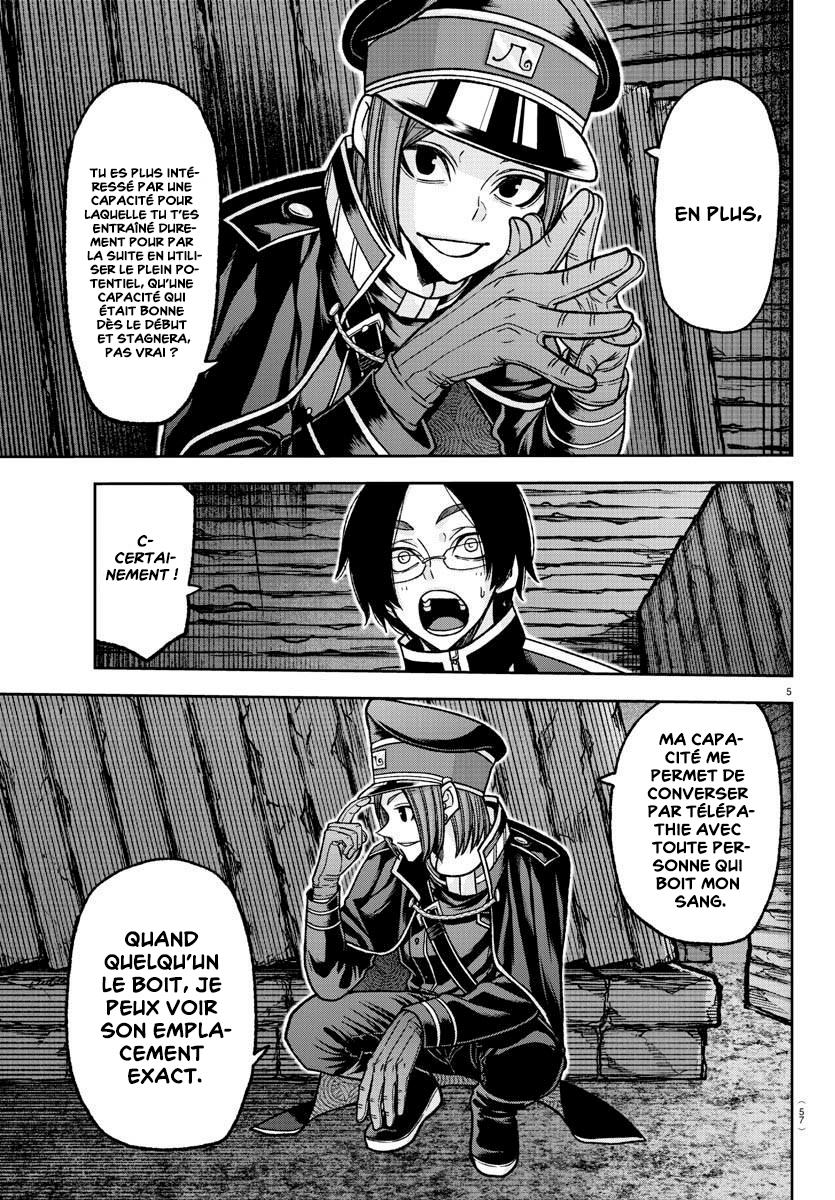 EN PLUS,
TU ES PLUS INTÉ-
RESSÉ PAR UNE
CAPACITÉ POUR
LAQUELLE TU T'ES
ENTRAÎNÉ DURE-
MENT POUR PAR
LA SUITE EN UTILI-
SER LE PLEIN PO-
TENTIEL, QU'UNE
CAPACITÉ QUI
ÉTAIT BONNE
DÈS LE DÉBUT
ET STAGNERA,
PAS VRAI ?
C-
CERTAI-
NEMENT !
5
MA CAPA-
CITÉ ME
PERMET DE
CONVERSER
PAR TÉLÉPA-
THIE AVEC
TOUTE PER-
SONNE QUI
BOIT MON
SANG.
QUAND
QUELQU'UN
LE BOIT, JE
PEUX VOIR
SON EMPLA-
CEMENT
EXACT.
(57)